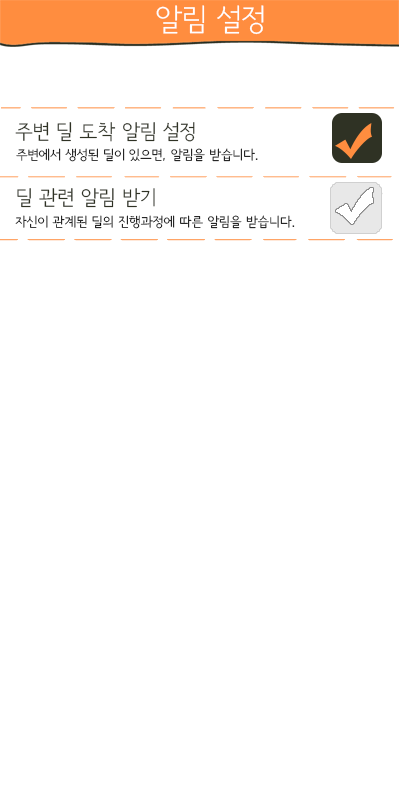 알림 설정
주변 딜 도착 알림 설정
주변에서 생성된 딜이 있으면, 알림을 받습니다.
딜 관련 알림 받기
자신이 관계된 딜의 진행과정에 따른 알림을 받습니다.